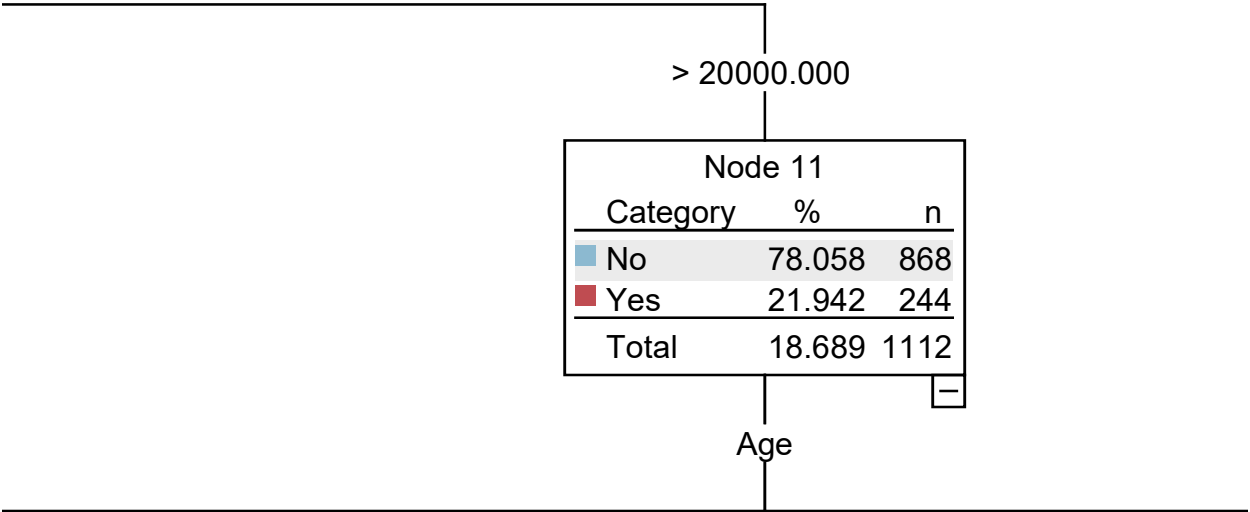 > 20000.000
Node 11
Category % n
No 78.058 868
Yes 21.942 244
Total 18.689 1112
Age